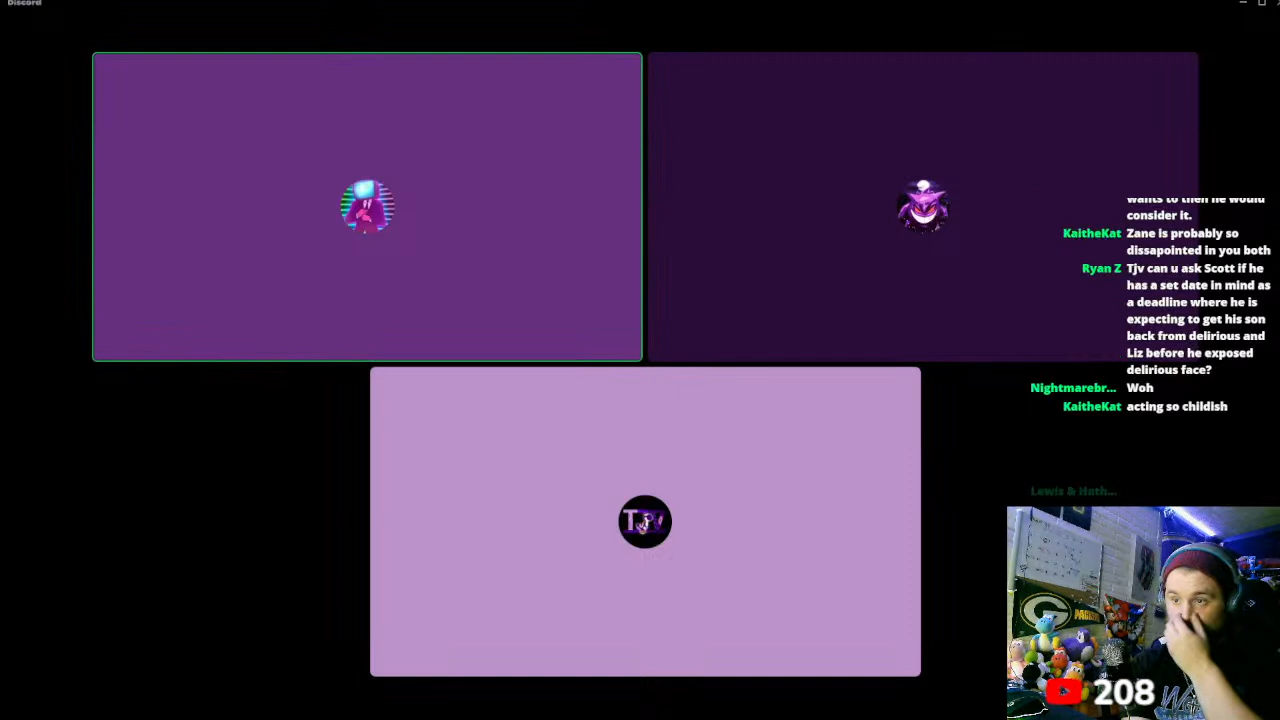 Discord
wants to then he would
consider it.
KaitheKat Zane is probably so
dissapointed in you both
Ryan Z Tjv can u ask Scott if he
has a set date in mind as
a deadline where he is
expecting to get his son
back from delirious and
Liz before he exposed
delirious face?
Nightmarebr... Woh
KaitheKat acting so childish
Lewis & Hath...
TJV
G
PACKERS
208